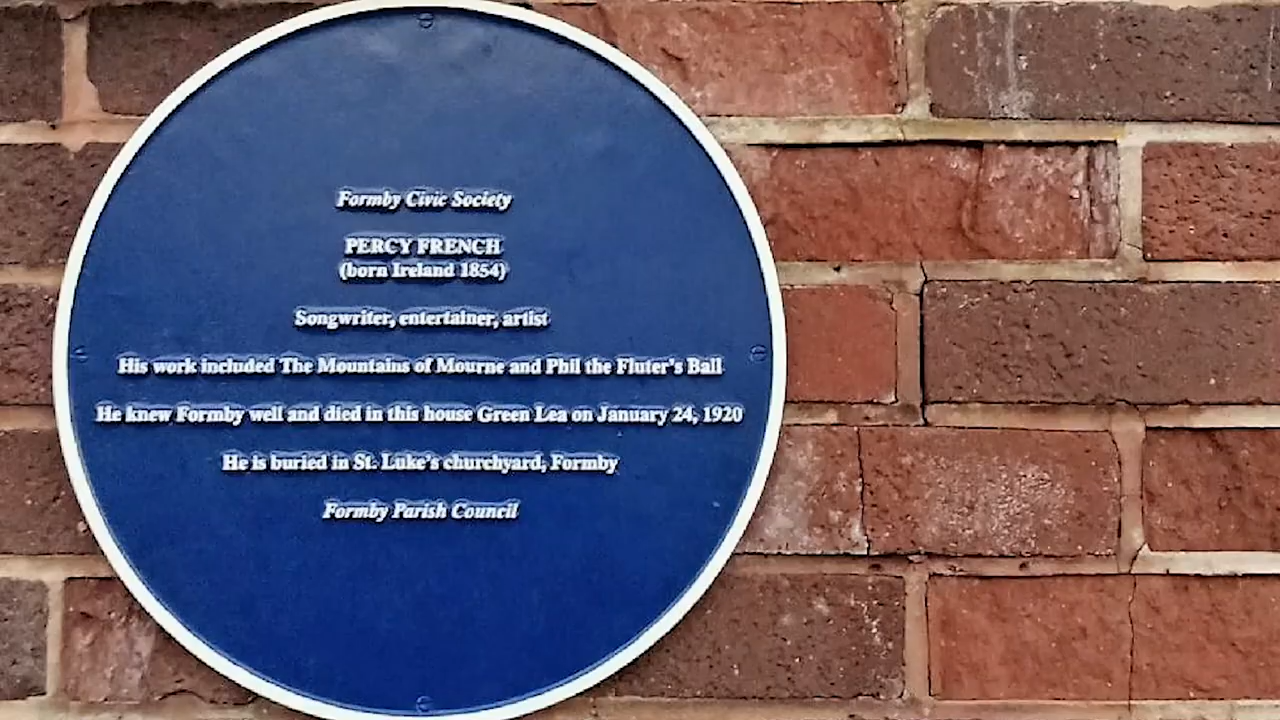 Formby Civic Society
PERCY FRENCH
(born Ireland 1854)
Songwriter, entertainer, artist
His work included The Mountains of Mourne and Phil the Fluter's Ball
He knew Formby well and died in this house Green Lea on January 24, 1920
He is buried in St. Luke's churchyard, Formby
Formby Parish Council